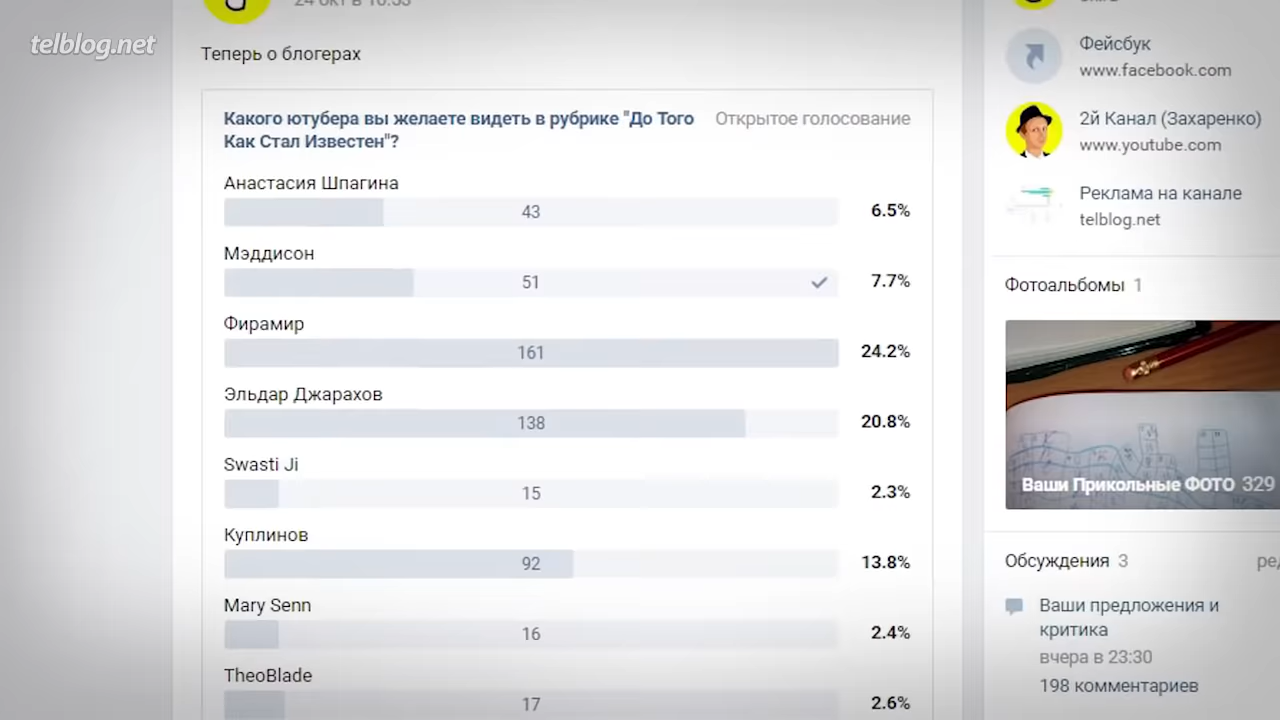 telblog.net
24 окт в 10:53
Теперь о блогерах
Какого ютубера вы желаете видеть в рубрике "До Того
Как Стал Известен"?
Открытое голосование
Анастасия Шпагина
43
6.5%
Мэддисон
51
7.7%
Фирамир
161
24.2%
Эльдар Джарахов
138
20.8%
Swasti Ji
15
2.3%
Куплинов
92
13.8%
Mary Senn
16
2.4%
TheoBlade
17
2.6%
Фейсбук
www.facebook.com
2й Канал (Захаренко)
www.youtube.com
Реклама на канале
telblog.net
Фотоальбомы 1
Ваши Прикольные ФОТО 329
Обсуждения 3
Ваши предложения и
критика
вчера в 23:30
198 комментариев